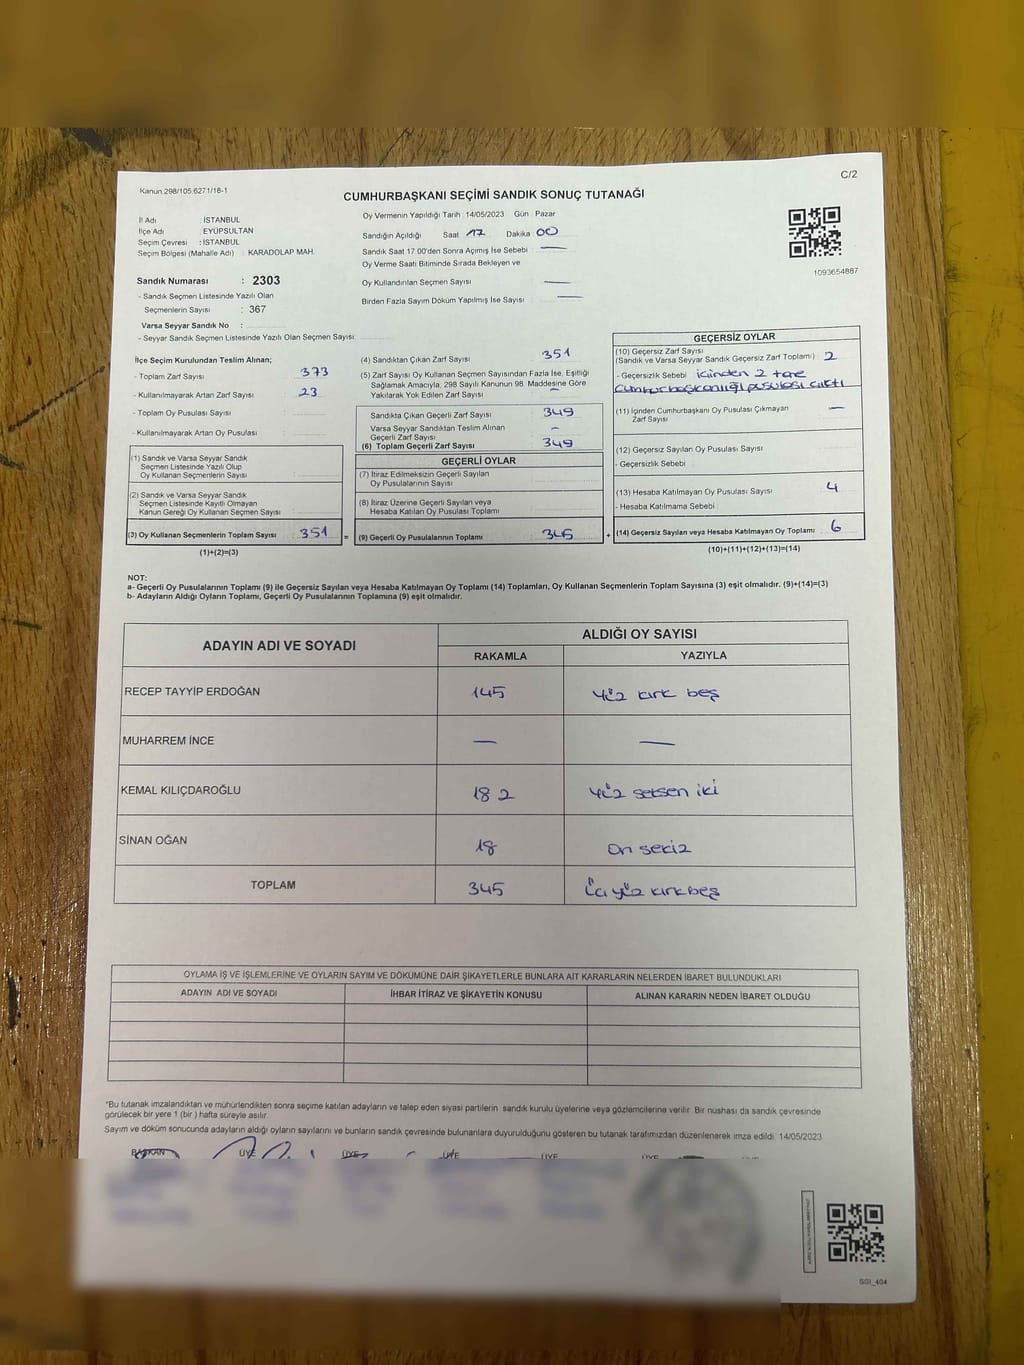 C/2
Kanun 298/105:6271/18-1
CUMHURBAŞKANI SEÇİMİ SANDIK SONUÇ TUTANAĞI
1093654887
İl Adı : İSTANBUL
İlçe Adı : EYÜPSULTAN
Seçim Çevresi : İSTANBUL
Seçim Bölgesi (Mahalle Adı) : KARADOLAP MAH.
Sandık Numarası : 2303
- Sandık Seçmen Listesinde Yazılı Olan
Seçmenlerin Sayısı : 367
Varsa Seyyar Sandık No :
- Seyyar Sandık Seçmen Listesinde Yazılı Olan Seçmen Sayısı:
Oy Vermenin Yapıldığı Tarih : 14/05/2023 Gün : Pazar
Sandığın Açıldığı Saat : 17 Dakika : 00
Sandık Saat 17:00'den Sonra Açımış İse Sebebi : —
Oy Verme Saati Bitiminde Sırada Bekleyen ve
Oy Kullandırılan Seçmen Sayısı : —
Birden Fazla Sayım Döküm Yapılmış İse Sayısı : —
İlçe Seçim Kurulundan Teslim Alınan;
- Toplam Zarf Sayısı : 373
- Kullanılmayarak Artan Zarf Sayısı : 23
- Toplam Oy Pusulası Sayısı :
- Kullanılmayarak Artan Oy Pusulası :
(1) Sandık ve Varsa Seyyar Sandık
Seçmen Listesinde Yazılı Olup
Oy Kullanan Seçmenlerin Sayısı :
(2) Sandık ve Varsa Seyyar Sandık
Seçmen Listesinde Kayıtlı Olmayan
Kanun Gereği Oy Kullanan Seçmen Sayısı :
(3) Oy Kullanan Seçmenlerin Toplam Sayısı : 351 =
(1)+(2)=(3)
(4) Sandıktan Çıkan Zarf Sayısı : 351
(5) Zarf Sayısı Oy Kullanan Seçmen Sayısından Fazla İse, Eşitliği
Sağlamak Amacıyla, 298 Sayılı Kanunun 98. Maddesine Göre
Yakılarak Yok Edilen Zarf Sayısı : —
Sandıkta Çıkan Geçerli Zarf Sayısı : 349
Varsa Seyyar Sandıktan Teslim Alınan
Geçerli Zarf Sayısı : -
(6) Toplam Geçerli Zarf Sayısı : 349
GEÇERLİ OYLAR
(7) İtiraz Edilmeksizin Geçerli Sayılan
Oy Pusulalarının Sayısı :
(8) İtiraz Üzerine Geçerli Sayılan veya
Hesaba Katılan Oy Pusulası Toplamı :
(9) Geçerli Oy Pusulalarının Toplamı : 345 +
GEÇERSİZ OYLAR
(10) Geçersiz Zarf Sayısı
(Sandık ve Varsa Seyyar Sandık Geçersiz Zarf Toplamı) : 2
- Geçersizlik Sebebi : içinden 2 tane
Cumhurbaşkanlığı pusulası çıktı
(11) İçinden Cumhurbaşkanı Oy Pusulası Çıkmayan
Zarf Sayısı : —
(12) Geçersiz Sayılan Oy Pusulası Sayısı :
- Geçersizlik Sebebi :
(13) Hesaba Katılmayan Oy Pusulası Sayısı : 4
- Hesaba Katılmama Sebebi :
(14) Geçersiz Sayılan veya Hesaba Katılmayan Oy Toplamı : 6
(10)+(11)+(12)+(13)=(14)
NOT:
a- Geçerli Oy Pusulalarının Toplamı (9) ile Geçersiz Sayılan veya Hesaba Katılmayan Oy Toplamı (14) Toplamları, Oy Kullanan Seçmenlerin Toplam Sayısına (3) eşit olmalıdır. (9)+(14)=(3)
b- Adayların Aldığı Oyların Toplamı, Geçerli Oy Pusulalarının Toplamına (9) eşit olmalıdır.
ADAYIN ADI VE SOYADI
ALDIĞI OY SAYISI
RAKAMLA YAZIYLA
RECEP TAYYİP ERDOĞAN 145 yüz kırk beş
MUHARREM İNCE — —
KEMAL KILIÇDAROĞLU 182 yüz seksen iki
SİNAN OĞAN 18 on sekiz
TOPLAM 345 üç yüz kırk beş
OYLAMA İŞ VE İŞLEMLERİNE VE OYLARIN SAYIM VE DÖKÜMÜNE DAİR ŞİKAYETLERLE BUNLARA AİT KARARLARIN NELERDEN İBARET BULUNDUKLARI
ADAYIN ADI VE SOYADI İHBAR İTİRAZ VE ŞİKAYETİN KONUSU ALINAN KARARIN NEDEN İBARET OLDUĞU
*Bu tutanak imzalandıktan ve mühürlendikten sonra seçime katılan adayların ve talep eden siyasi partilerin sandık kurulu üyelerine veya gözlemcilerine verilir. Bir nüshası da sandık çevresinde
görülecek bir yere 1 (bir ) hafta süreyle asılır.
Sayım ve döküm sonucunda adayların aldığı oyların sayılarını ve bunların sandık çevresinde bulunanlara duyurulduğunu gösteren bu tutanak tarafımızdan düzenlenerek imza edildi. 14/05/2023
BAŞKAN ÜYE ÜYE ÜYE ÜYE ÜYE ÜYE
SGI_404